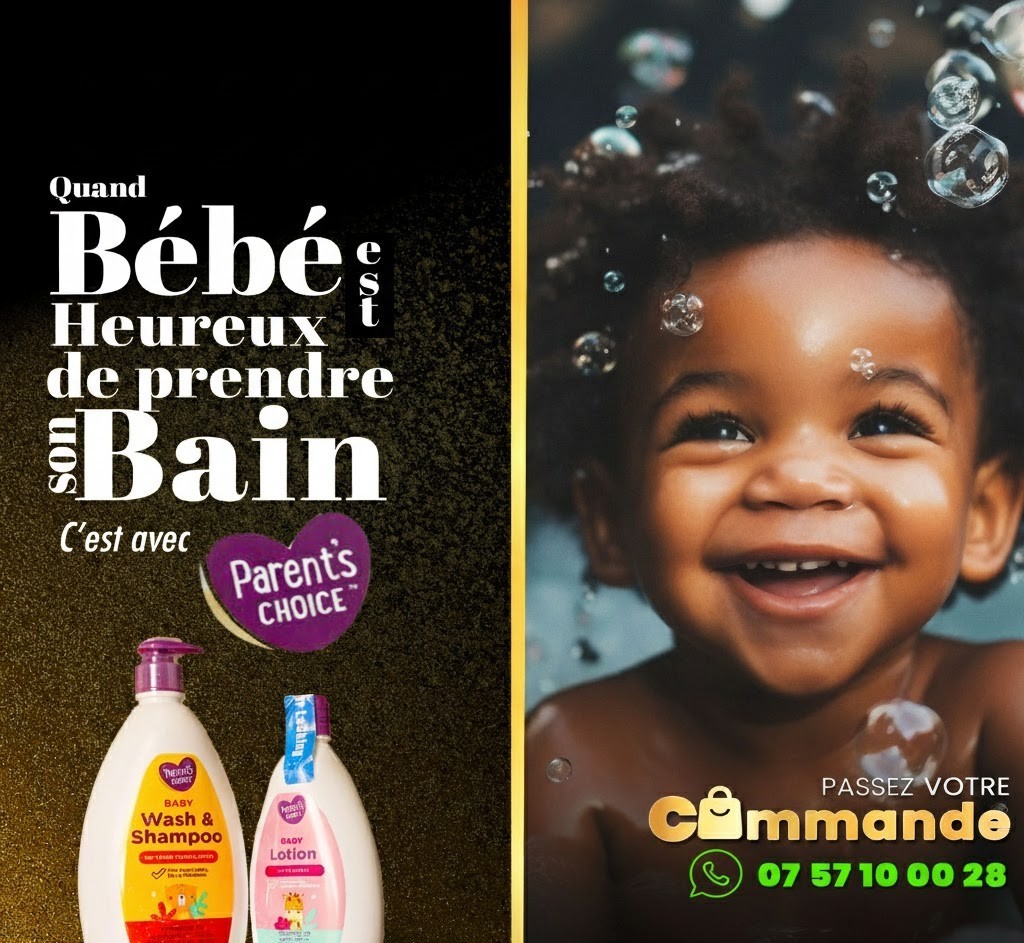 Quand
Bébé est
Heureux
de prendre
son Bain
C'est avec
Parent's
CHOICE™
BABY
Wash &
Shampoo
BABY
Lotion
PASSEZ VOTRE
Commande
07 57 10 00 28